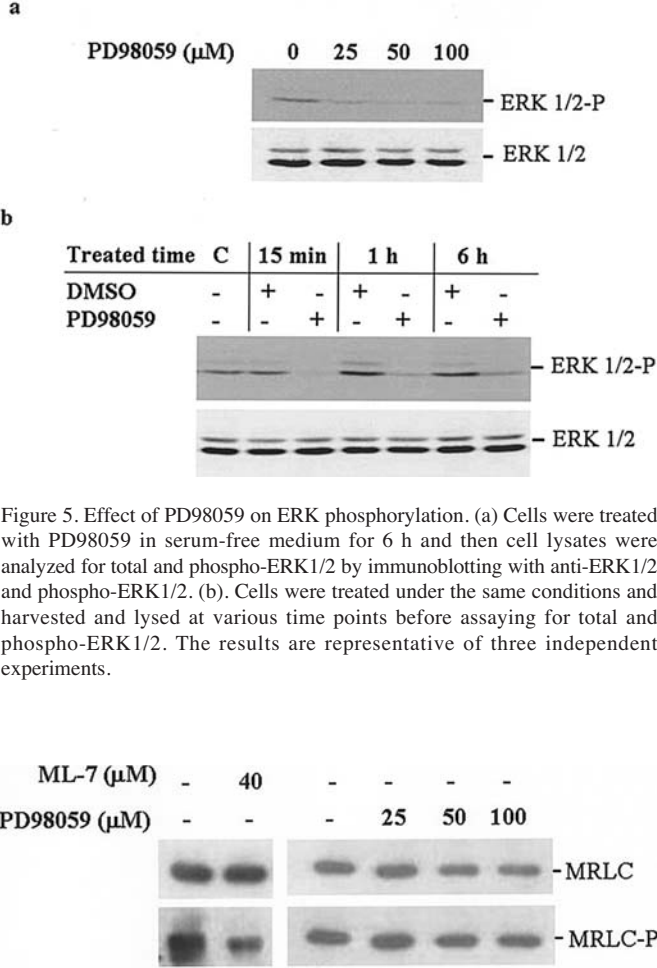 a
PD98059 (μM) 0 25 50 100
ERK 1/2-P
ERK 1/2
b
Treated time C 15 min 1 h 6 h
DMSO - + - + - + -
PD98059 - - + - + - +
ERK 1/2-P
ERK 1/2
Figure 5. Effect of PD98059 on ERK phosphorylation. (a) Cells were treated
with PD98059 in serum-free medium for 6 h and then cell lysates were
analyzed for total and phospho-ERK1/2 by immunoblotting with anti-ERK1/2
and phospho-ERK1/2. (b). Cells were treated under the same conditions and
harvested and lysed at various time points before assaying for total and
phospho-ERK1/2. The results are representative of three independent
experiments.
ML-7 (μM) - 40 - - - -
PD98059 (μM) - - - 25 50 100
MRLC
MRLC-P